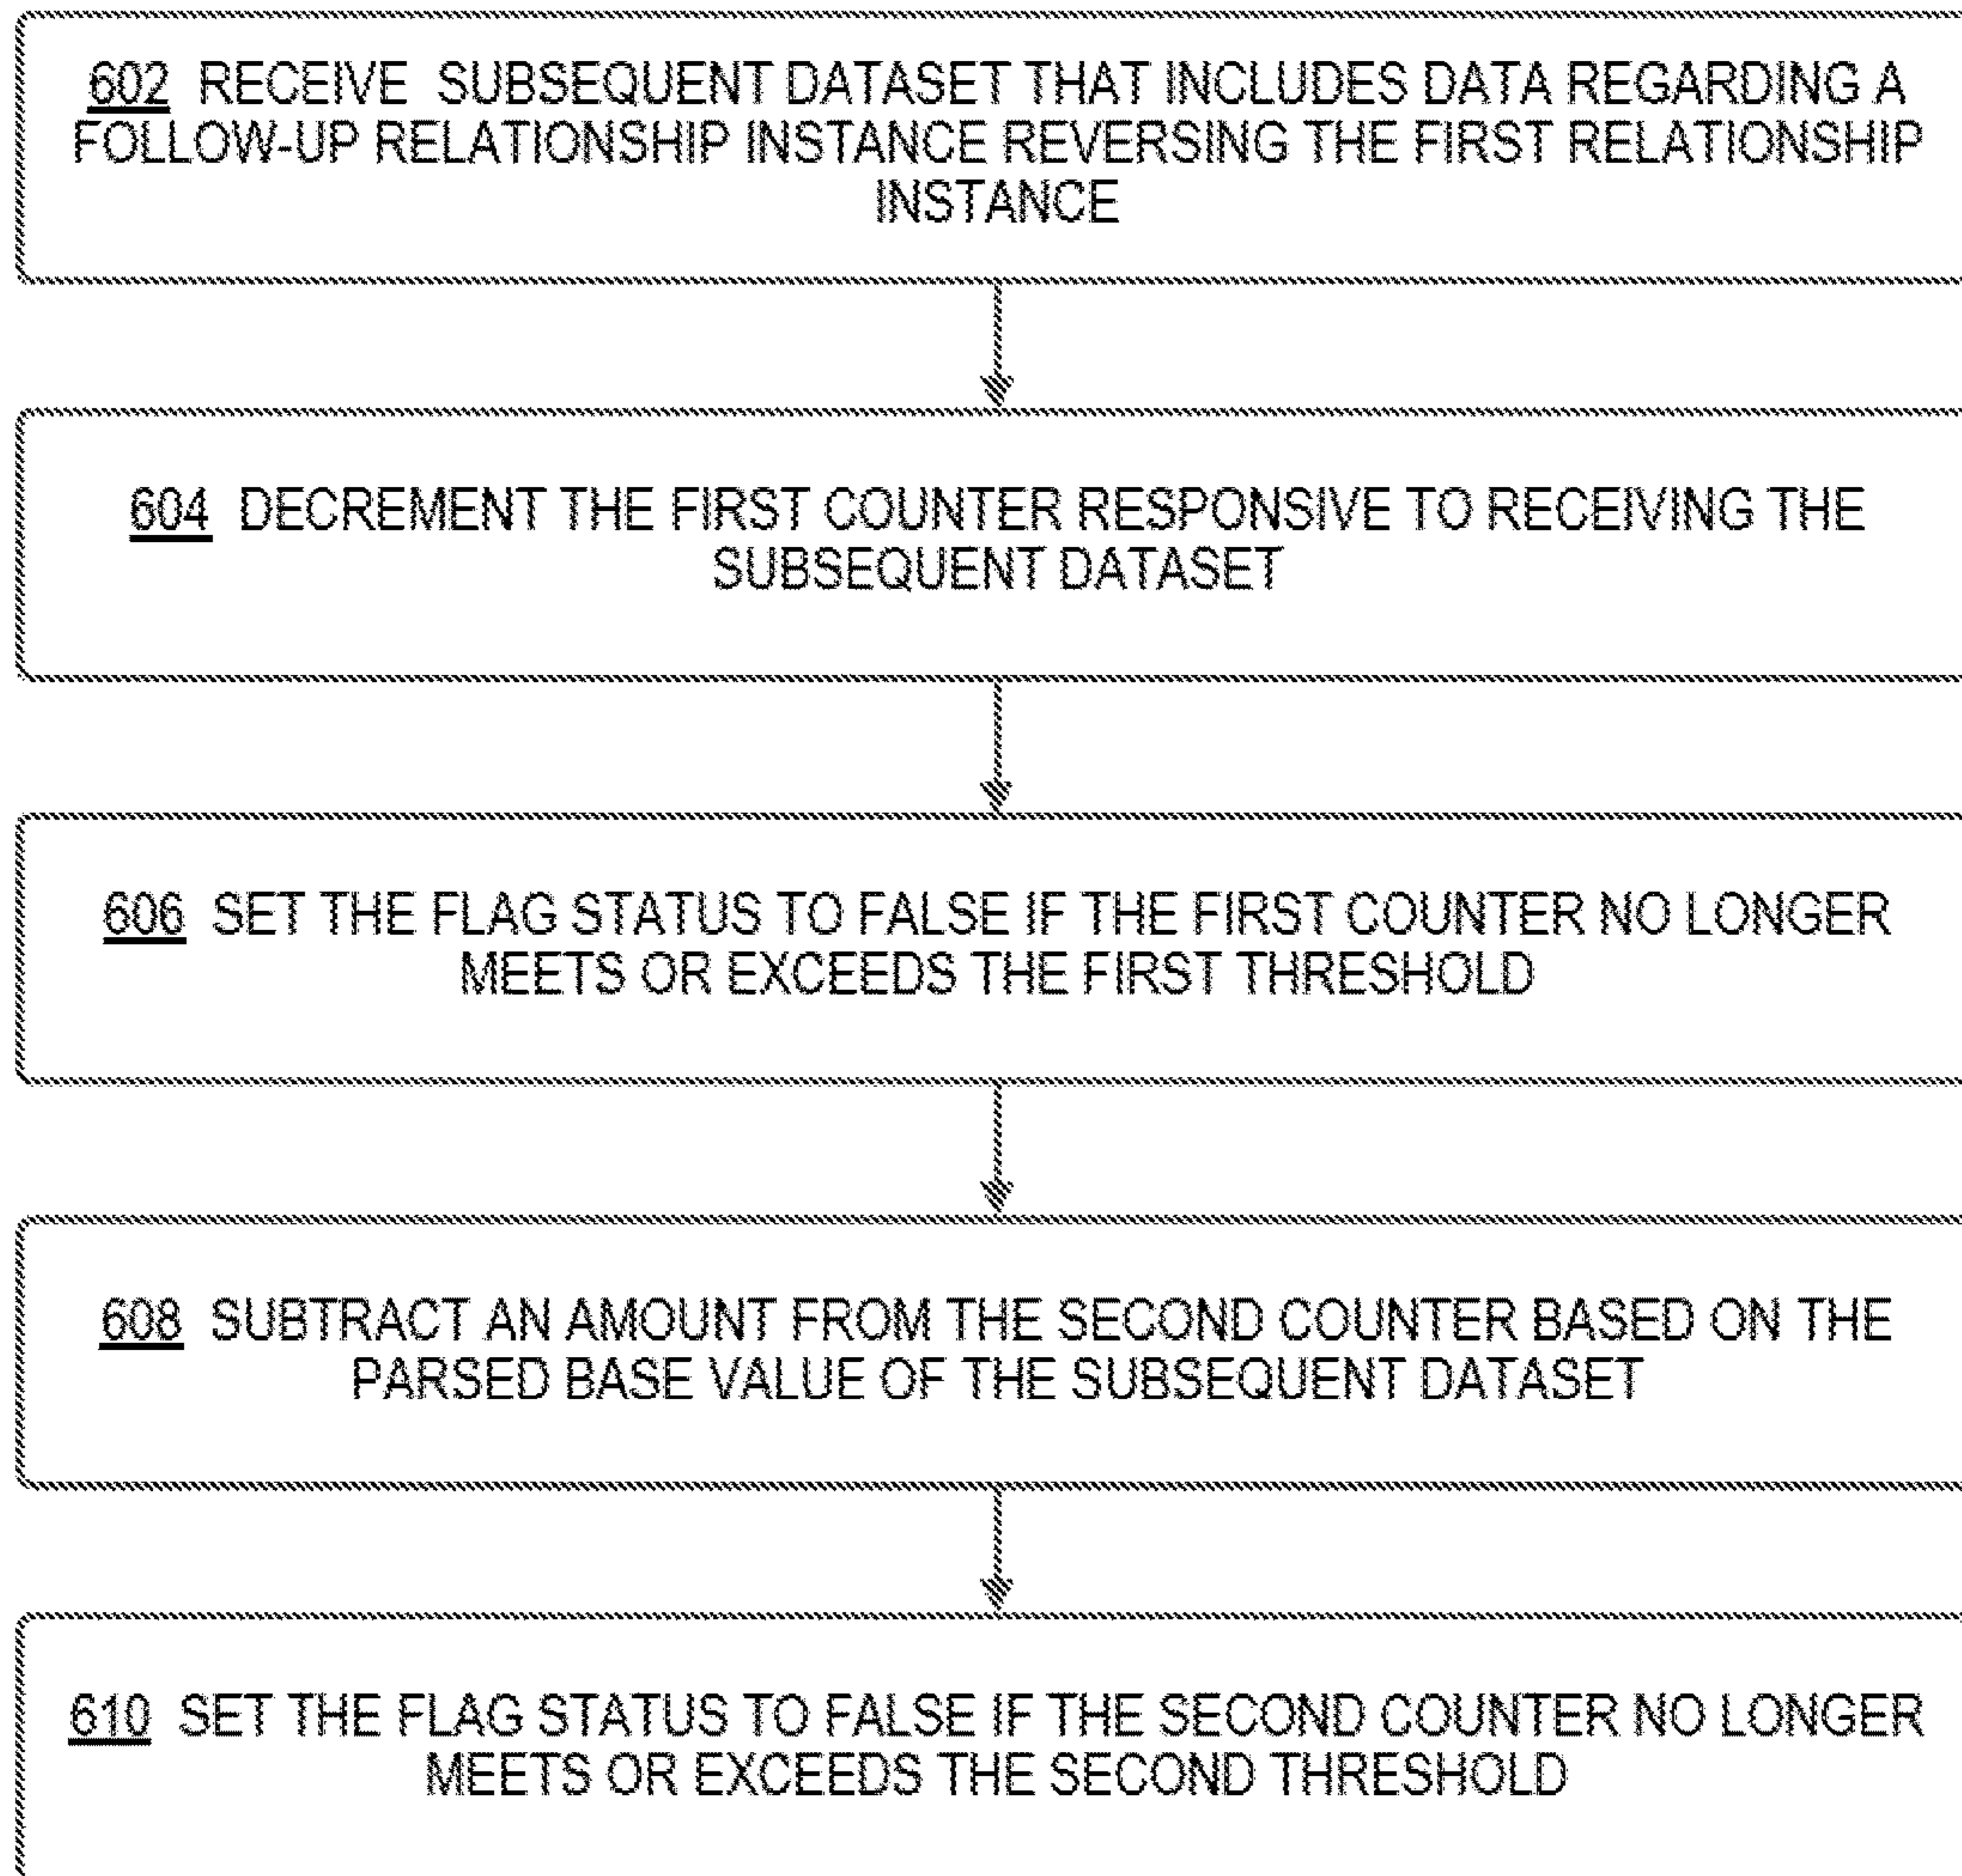 602 RECEIVE SUBSEQUENT DATASET THAT INCLUDES DATA REGARDING A
FOLLOW-UP RELATIONSHIP INSTANCE REVERSING THE FIRST RELATIONSHIP
INSTANCE
604 DECREMENT THE FIRST COUNTER RESPONSIVE TO RECEIVING THE
SUBSEQUENT DATASET
606 SET THE FLAG STATUS TO FALSE IF THE FIRST COUNTER NO LONGER
MEETS OR EXCEEDS THE FIRST THRESHOLD
608 SUBTRACT AN AMOUNT FROM THE SECOND COUNTER BASED ON THE
PARSED BASE VALUE OF THE SUBSEQUENT DATASET
610 SET THE FLAG STATUS TO FALSE IF THE SECOND COUNTER NO LONGER
MEETS OR EXCEEDS THE SECOND THRESHOLD